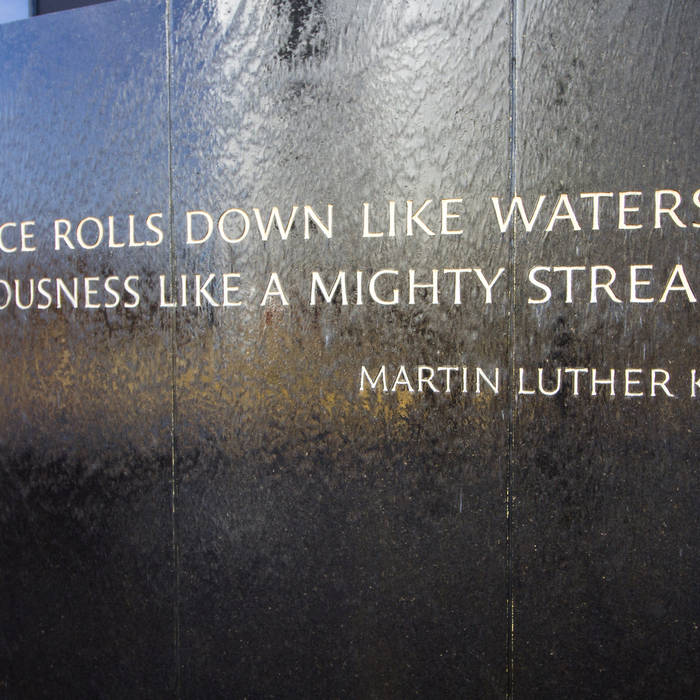 CE ROLLS DOWN LIKE WATERS
OUSNESS LIKE A MIGHTY STREA
MARTIN LUTHER K